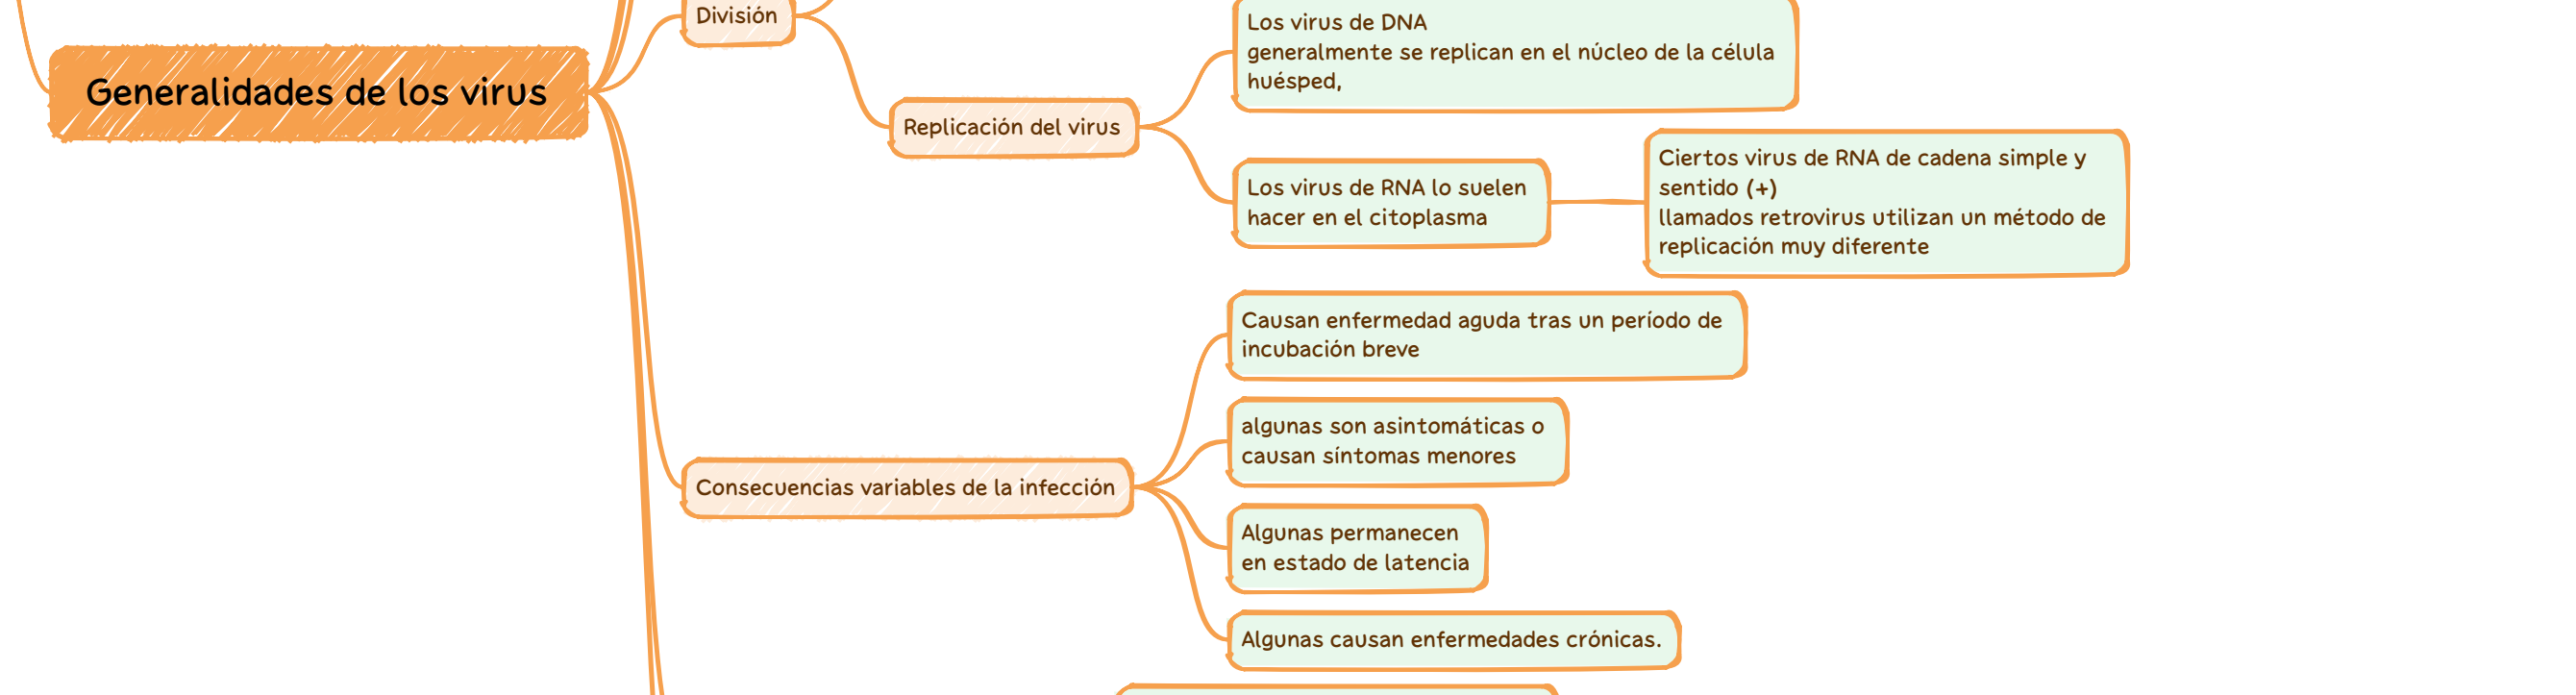 División
Generalidades de los virus
Los virus de DNA
generalmente se replican en el núcleo de la célula
huésped,
Replicación del virus
Los virus de RNA lo suelen
hacer en el citoplasma
Ciertos virus de RNA de cadena simple y
sentido (+)
llamados retrovirus utilizan un método de
replicación muy diferente
Consecuencias variables de la infección
Causan enfermedad aguda tras un período de
incubación breve
algunas son asintomáticas o
causan síntomas menores
Algunas permanecen
en estado de latencia
Algunas causan enfermedades crónicas.